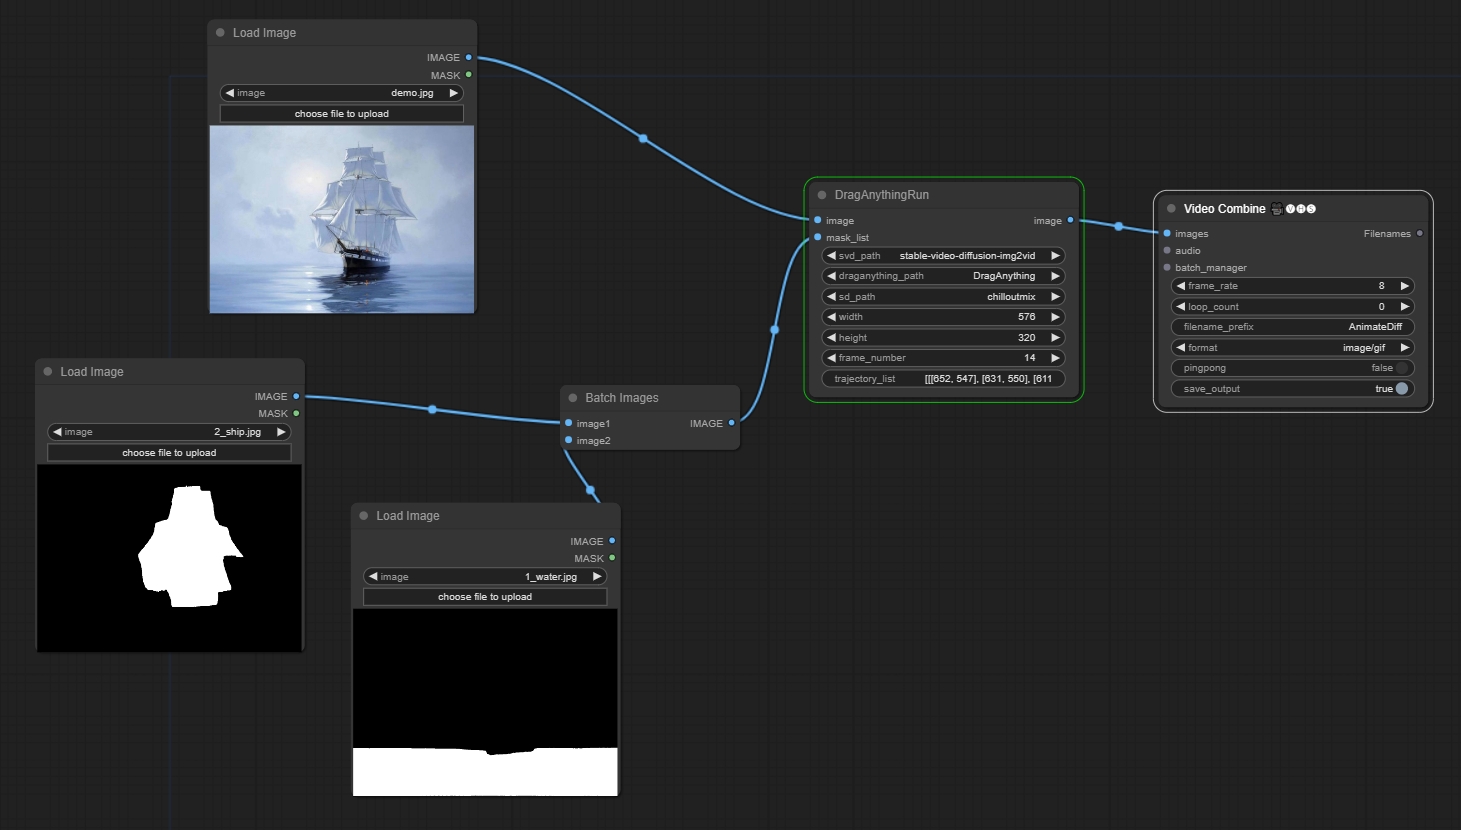 Load Image
IMAGE
MASK
image demo.jpg
choose file to upload
DragAnythingRun
image image
mask_list
svd_path stable-video-diffusion-img2vid
draganything_path DragAnything
sd_path chilloutmix
width 576
height 320
frame_number 14
trajectory_list [[[652, 547], [631, 550], [611
Video Combine VHS
images Filenames
audio
batch_manager
frame_rate 8
loop_count 0
filename_prefix AnimateDiff
format image/gif
pingpong false
save_output true
Load Image
IMAGE
MASK
image 2_ship.jpg
choose file to upload
Batch Images
image1 IMAGE
image2
Load Image
IMAGE
MASK
image 1_water.jpg
choose file to upload